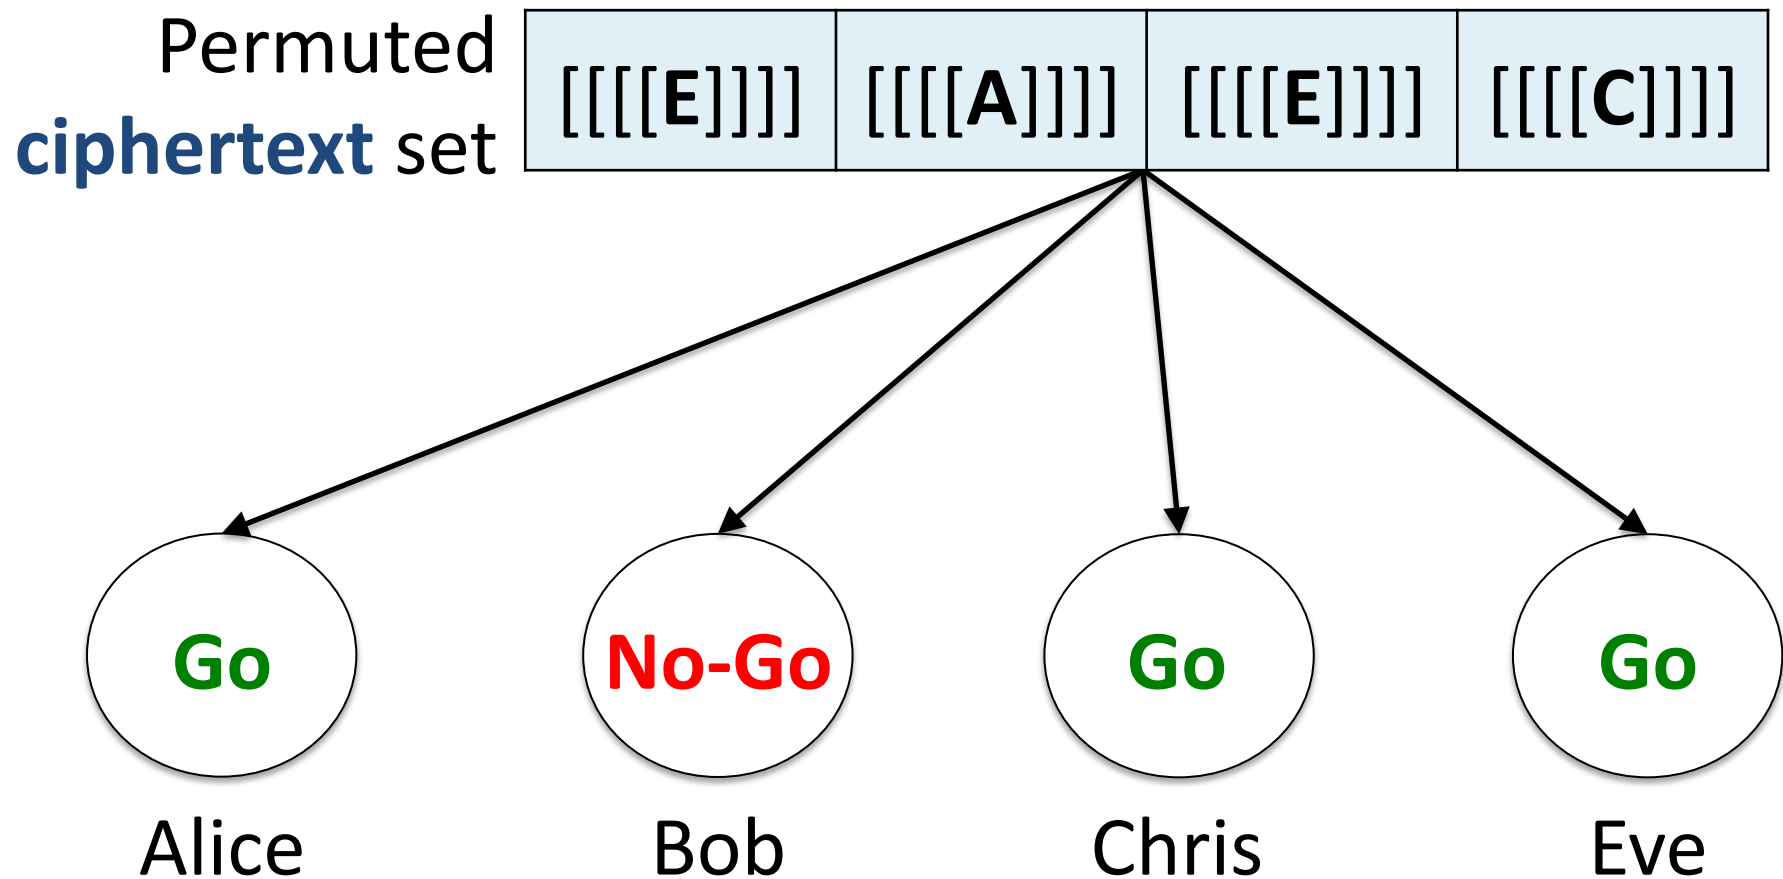 Permuted
ciphertext set
[[[[E]]]] [[[[A]]]] [[[[E]]]] [[[[C]]]]
Go No-Go Go Go
Alice Bob Chris Eve